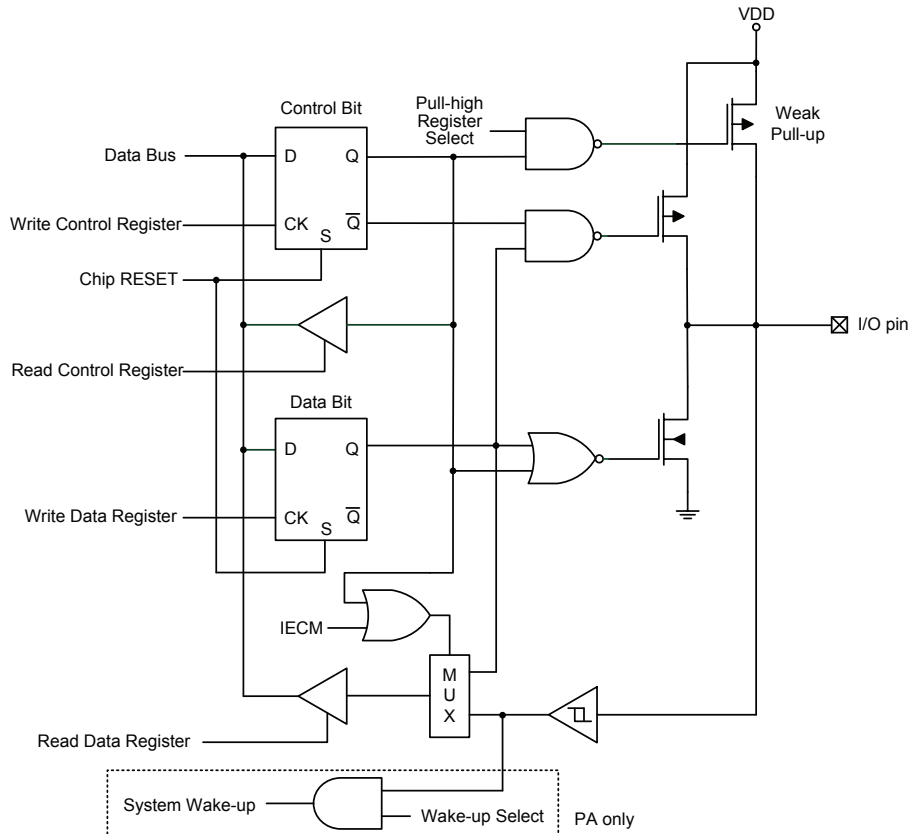 VDD
Control Bit
Pull-high
Register
Select
Weak
Pull-up
Data Bus
D
Q
Write Control Register
CK
Q
S
Chip RESET
I/O pin
Read Control Register
Data Bit
D
Q
Write Data Register
CK
Q
S
IECM
M
U
X
Read Data Register
System Wake-up
Wake-up Select
PA only